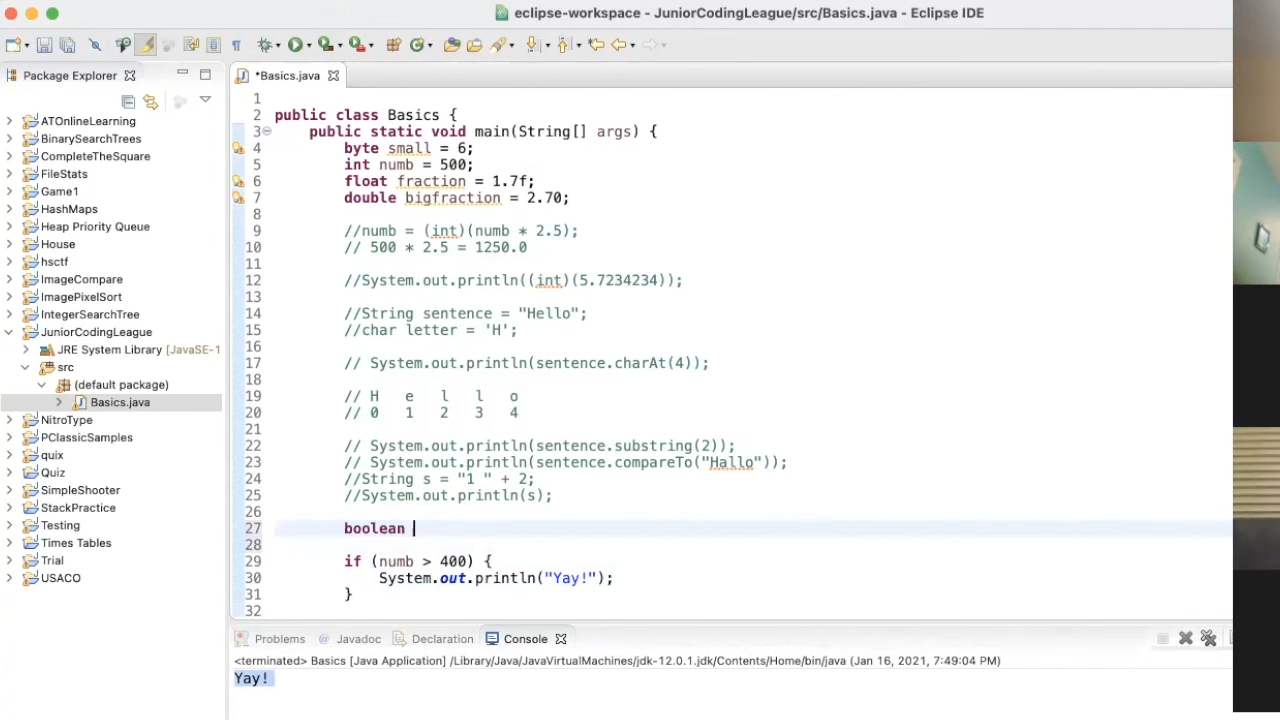 eclipse-workspace - JuniorCodingLeague/src/Basics.java - Eclipse IDE
Package Explorer
*Basics.java
ATOnlineLearning
BinarySearchTrees
CompleteTheSquare
FileStats
Game1
HashMaps
Heap Priority Queue
House
hsctf
ImageCompare
ImagePixelSort
IntegerSearchTree
JuniorCodingLeague
JRE System Library [JavaSE-1
src
(default package)
Basics.java
NitroType
PClassicSamples
quix
Quiz
SimpleShooter
StackPractice
Testing
Times Tables
Trial
USACO
1
2 public class Basics {
3 public static void main(String[] args) {
4 byte small = 6;
5 int numb = 500;
6 float fraction = 1.7f;
7 double bigfraction = 2.70;
8
9 //numb = (int)(numb * 2.5);
10 // 500 * 2.5 = 1250.0
11
12 //System.out.println((int)(5.7234234));
13
14 //String sentence = "Hello";
15 //char letter = 'H';
16
17 // System.out.println(sentence.charAt(4));
18
19 // H e l l o
20 // 0 1 2 3 4
21
22 // System.out.println(sentence.substring(2));
23 // System.out.println(sentence.compareTo("Hallo"));
24 //String s = "1 " + 2;
25 //System.out.println(s);
26
27 boolean
28
29 if (numb > 400) {
30 System.out.println("Yay!");
31 }
32
Problems @ Javadoc Declaration Console
<terminated> Basics [Java Application] /Library/Java/JavaVirtualMachines/jdk-12.0.1.jdk/Contents/Home/bin/java (Jan 16, 2021, 7:49:04 PM)
Yay!